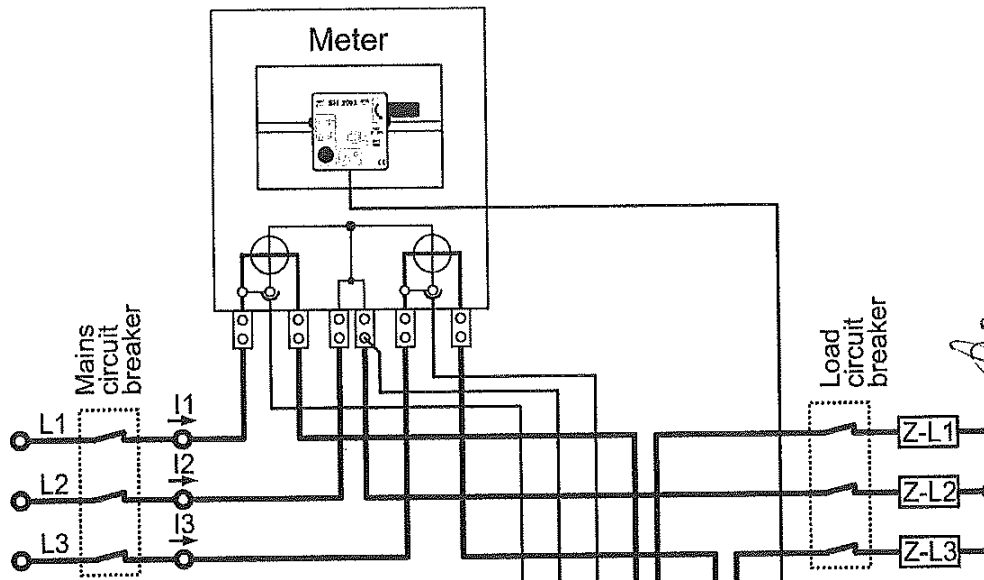 Meter
Mains
circuit
breaker
Load
circuit
breaker
L1
I1
Z-L1
L2
I2
Z-L2
L3
I3
Z-L3